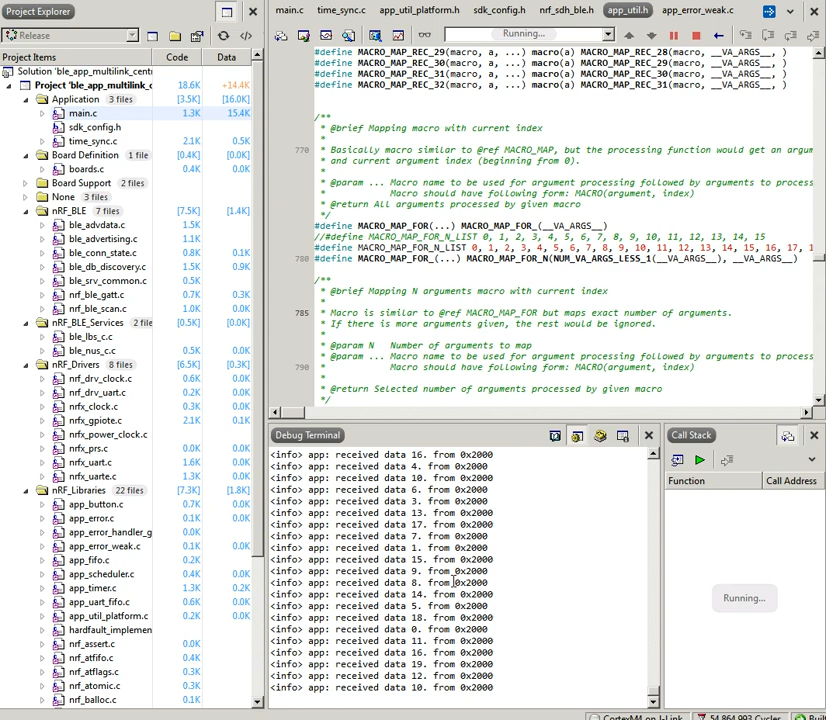 Project Explorer
Release
Project Items Code Data
Solution 'ble_app_multilink_centr
Project 'ble_app_multilink_c 18.6K +14.4K
Application 3 files [3.5K] [16.0K]
main.c 1.3K 15.4K
sdk_config.h
time_sync.c 2.1K 0.5K
Board Definition 1 file [0.4K] [0.0K]
boards.c 0.4K 0.0K
Board Support 2 files
None 3 files
nRF_BLE 7 files [7.5K] [1.4K]
ble_advdata.c 1.5K
ble_advertising.c 1.1K
ble_conn_state.c 0.8K 0.1K
ble_db_discovery.c 1.5K 0.9K
ble_srv_common.c 0.5K
nrf_ble_gatt.c 0.7K 0.3K
nrf_ble_scan.c 1.0K 0.0K
nRF_BLE_Services 2 file [0.5K] [0.0K]
ble_lbs_c.c
ble_nus_c.c 0.5K 0.0K
nRF_Drivers 8 files [6.5K] [0.3K]
nrf_drv_clock.c 0.6K 0.0K
nrf_drv_uart.c 0.2K 0.0K
nrfx_clock.c 0.3K 0.0K
nrfx_gpiote.c 2.1K 0.1K
nrfx_power_clock.c
nrfx_prs.c 0.0K 0.0K
nrfx_uart.c 1.6K 0.0K
nrfx_uarte.c 1.3K 0.0K
nRF_Libraries 22 files [7.3K] [1.8K]
app_button.c 0.7K 0.0K
app_error.c 0.1K 0.0K
app_error_handler_g
app_error_weak.c 0.1K 0.0K
app_fifo.c 0.2K
app_scheduler.c 0.4K 0.0K
app_timer.c 1.3K 0.2K
app_uart_fifo.c 0.6K 0.0K
app_util_platform.c 0.2K 0.0K
hardfault_implemen
nrf_assert.c 0.0K
nrf_atfifo.c 0.3K
nrf_atflags.c 0.3K
nrf_atomic.c 0.2K
nrf_balloc.c 0.1K
main.c time_sync.c app_util_platform.h sdk_config.h nrf_sdh_ble.h app_util.h app_error_weak.c
Running...
#define MACRO_MAP_REC_29(macro, a, ...) macro(a) MACRO_MAP_REC_28(macro, __VA_ARGS__, )
#define MACRO_MAP_REC_30(macro, a, ...) macro(a) MACRO_MAP_REC_29(macro, __VA_ARGS__, )
#define MACRO_MAP_REC_31(macro, a, ...) macro(a) MACRO_MAP_REC_30(macro, __VA_ARGS__, )
#define MACRO_MAP_REC_32(macro, a, ...) macro(a) MACRO_MAP_REC_31(macro, __VA_ARGS__, )
/**
* @brief Mapping macro with current index
*
770 * Basically macro similar to @ref MACRO_MAP, but the processing function would get an argum
* and current argument index (beginning from 0).
*
* @param ... Macro name to be used for argument processing followed by arguments to process
* Macro should have following form: MACRO(argument, index)
* @return All arguments processed by given macro
*/
#define MACRO_MAP_FOR(...) MACRO_MAP_FOR_(__VA_ARGS__)
//#define MACRO_MAP_FOR_N_LIST 0, 1, 2, 3, 4, 5, 6, 7, 8, 9, 10, 11, 12, 13, 14, 15
#define MACRO_MAP_FOR_N_LIST 0, 1, 2, 3, 4, 5, 6, 7, 8, 9, 10, 11, 12, 13, 14, 15, 16, 17, 1
780 #define MACRO_MAP_FOR_(...) MACRO_MAP_FOR_N(NUM_VA_ARGS_LESS_1(__VA_ARGS__), __VA_ARGS__)
/**
* @brief Mapping N arguments macro with current index
*
785 * Macro is similar to @ref MACRO_MAP_FOR but maps exact number of arguments.
* If there is more arguments given, the rest would be ignored.
*
* @param N Number of arguments to map
* @param ... Macro name to be used for argument processing followed by arguments to process
790 * Macro should have following form: MACRO(argument, index)
*
* @return Selected number of arguments processed by given macro
*/
Debug Terminal
<info> app: received data 16. from 0x2000
<info> app: received data 4. from 0x2000
<info> app: received data 10. from 0x2000
<info> app: received data 6. from 0x2000
<info> app: received data 3. from 0x2000
<info> app: received data 13. from 0x2000
<info> app: received data 17. from 0x2000
<info> app: received data 7. from 0x2000
<info> app: received data 1. from 0x2000
<info> app: received data 15. from 0x2000
<info> app: received data 9. from 0x2000
<info> app: received data 8. from 0x2000
<info> app: received data 14. from 0x2000
<info> app: received data 5. from 0x2000
<info> app: received data 18. from 0x2000
<info> app: received data 0. from 0x2000
<info> app: received data 11. from 0x2000
<info> app: received data 16. from 0x2000
<info> app: received data 19. from 0x2000
<info> app: received data 12. from 0x2000
<info> app: received data 10. from 0x2000
Call Stack
Function Call Address
Running...
CortexM4 on J-Link 54,864,993 Cycles Built